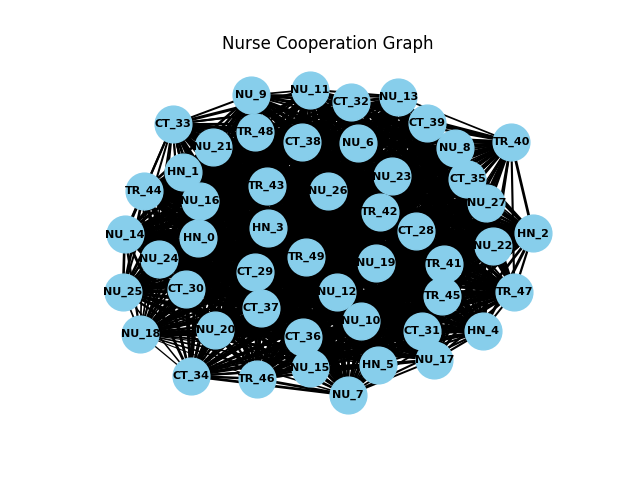 Nurse Cooperation Graph
NU_11
NU_9
NU_13
CT_32
CT_33
CT_39
TR_48
CT_38
NU_6
TR_40
NU_21
NU_8
HN_1
NU_23
CT_35
TR_43
TR_44
NU_26
NU_16
NU_27
TR_42
HN_3
CT_28
HN_2
NU_14
HN_0
NU_22
TR_49
NU_24
NU_19
TR_41
CT_29
CT_30
NU_25
NU_12
TR_47
TR_45
CT_37
NU_10
NU_20
CT_31
HN_4
NU_18
CT_36
NU_17
HN_5
NU_15
CT_34
TR_46
NU_7